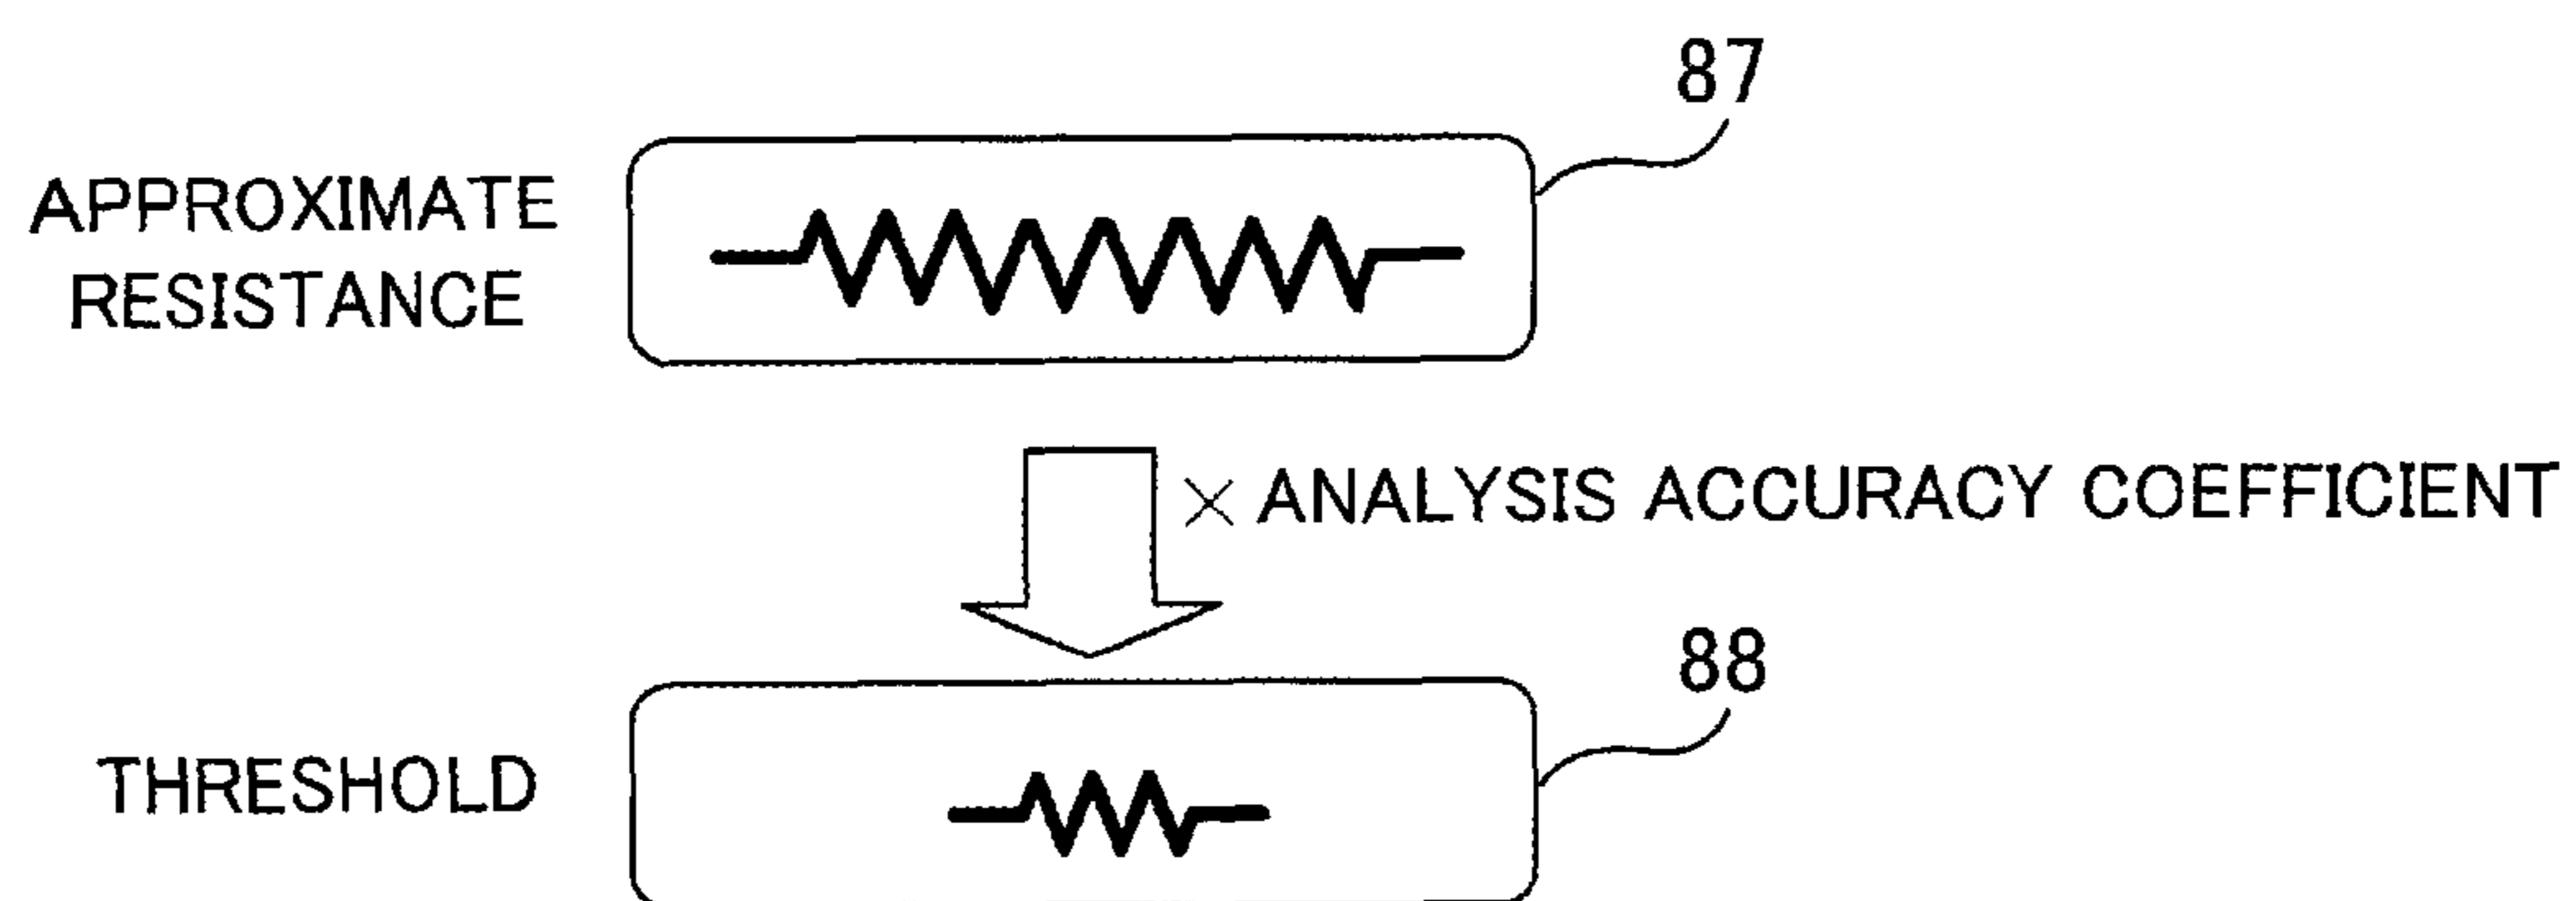 87
APPROXIMATE
RESISTANCE
× ANALYSIS ACCURACY COEFFICIENT
88
THRESHOLD